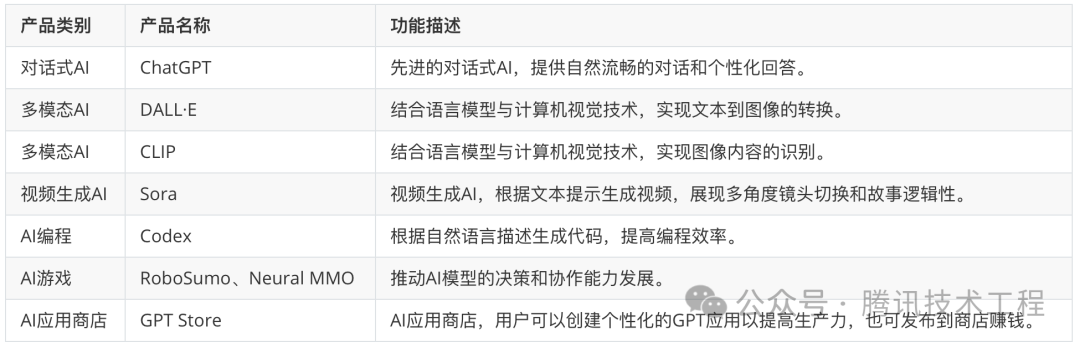 产品类别 产品名称 功能描述
对话式AI ChatGPT 先进的对话式AI，提供自然流畅的对话和个性化回答。
多模态AI DALL·E 结合语言模型与计算机视觉技术，实现文本到图像的转换。
多模态AI CLIP 结合语言模型与计算机视觉技术，实现图像内容的识别。
视频生成AI Sora 视频生成AI，根据文本提示生成视频，展现多角度镜头切换和故事逻辑性。
AI编程 Codex 根据自然语言描述生成代码，提高编程效率。
AI游戏 RoboSumo、Neural MMO 推动AI模型的决策和协作能力发展。
公众号 · 腾讯技术工程
AI应用商店 GPT Store AI应用商店，用户可以创建个性化的GPT应用以提高生产力，也可发布到商店赚钱。